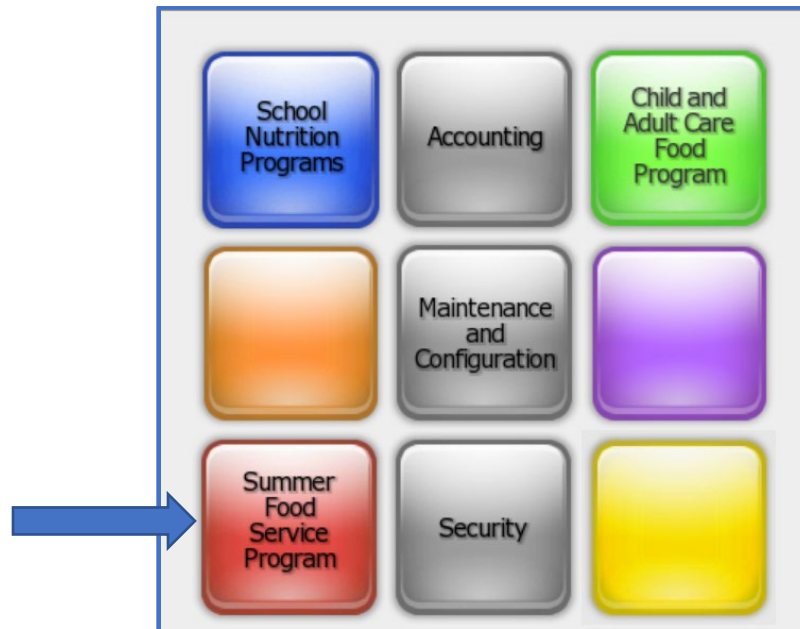 School
Nutrition
Programs
Accounting
Child and
Adult Care
Food
Program
Maintenance
and
Configuration
Summer
Food
Service
Program
Security